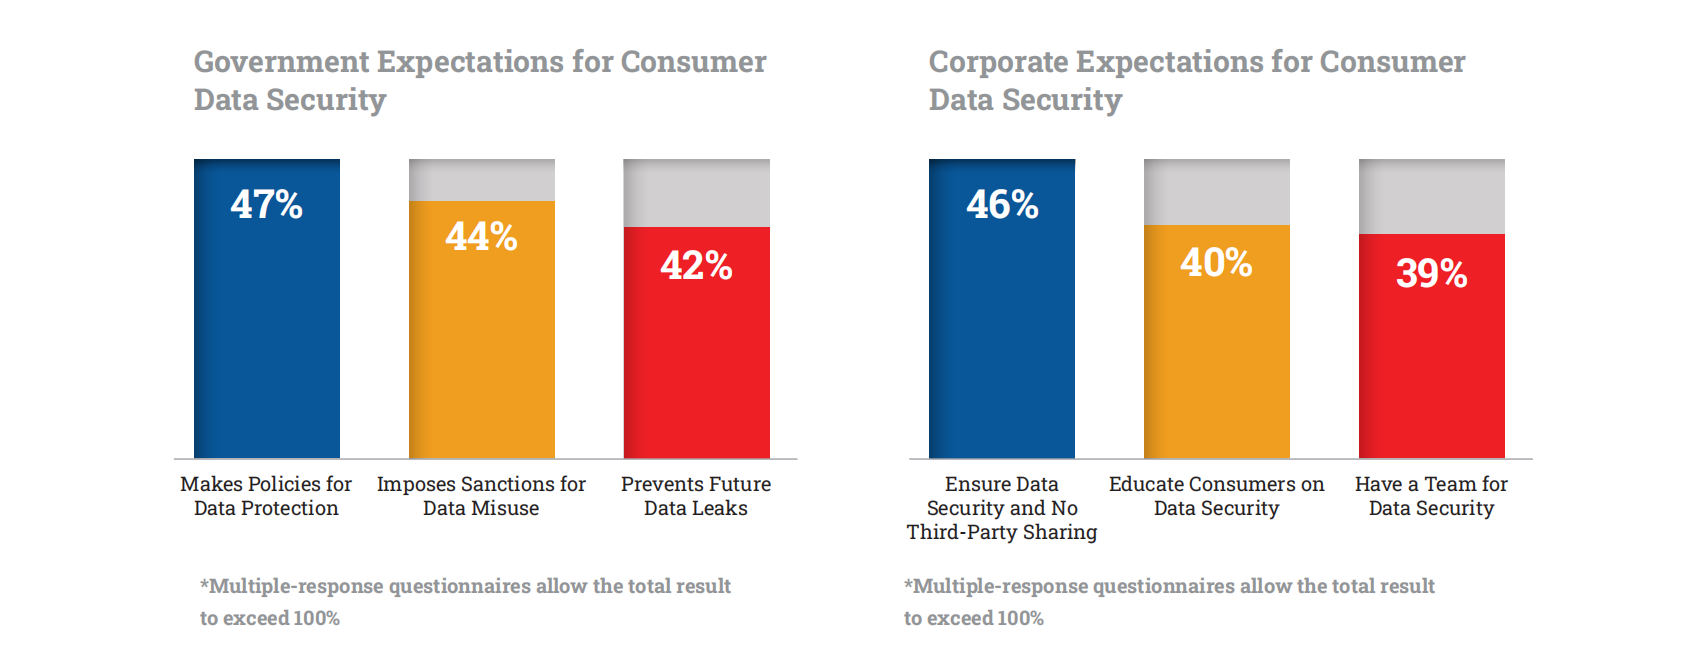 Government Expectations for Consumer
Data Security
47%
44%
42%
Makes Policies for
Data Protection
Imposes Sanctions for
Data Misuse
Prevents Future
Data Leaks
*Multiple-response questionnaires allow the total result
to exceed 100%
Corporate Expectations for Consumer
Data Security
46%
40%
39%
Ensure Data
Security and No
Third-Party Sharing
Educate Consumers on
Data Security
Have a Team for
Data Security
*Multiple-response questionnaires allow the total result
to exceed 100%